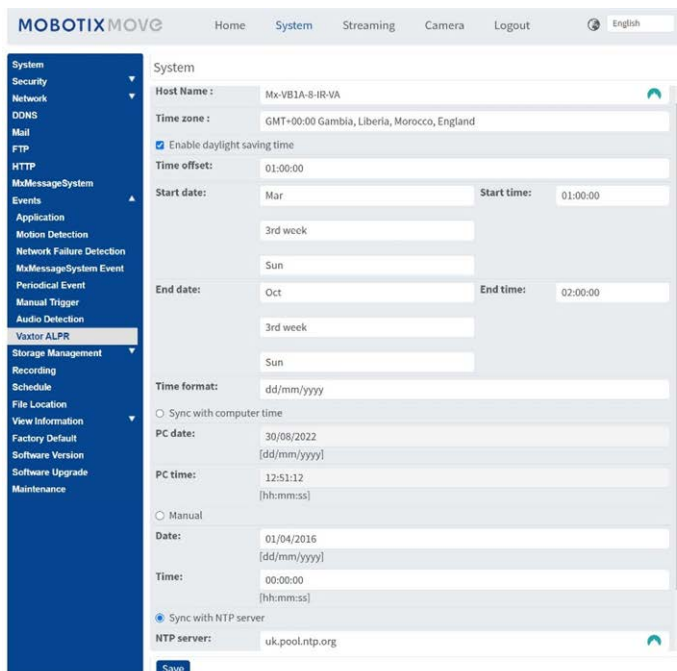 MOBOTIX MOVE
Home System Streaming Camera Logout English
System
Security
Network
DDNS
Mail
FTP
HTTP
MxMessageSystem
Events
Application
Motion Detection
Network Failure Detection
MxMessageSystem Event
Periodical Event
Manual Trigger
Audio Detection
Vaxtor ALPR
Storage Management
Recording
Schedule
File Location
View Information
Factory Default
Software Version
Software Upgrade
Maintenance
System
Host Name : Mx-VB1A-8-IR-VA
Time zone : GMT+00:00 Gambia, Liberia, Morocco, England
Enable daylight saving time
Time offset: 01:00:00
Start date: Mar Start time: 01:00:00
3rd week
Sun
End date: Oct End time: 02:00:00
3rd week
Sun
Time format: dd/mm/yyyy
Sync with computer time
PC date: 30/08/2022
[dd/mm/yyyy]
PC time: 12:51:12
[hh:mm:ss]
Manual
Date: 01/04/2016
[dd/mm/yyyy]
Time: 00:00:00
[hh:mm:ss]
Sync with NTP server
NTP server: uk.pool.ntp.org
Save